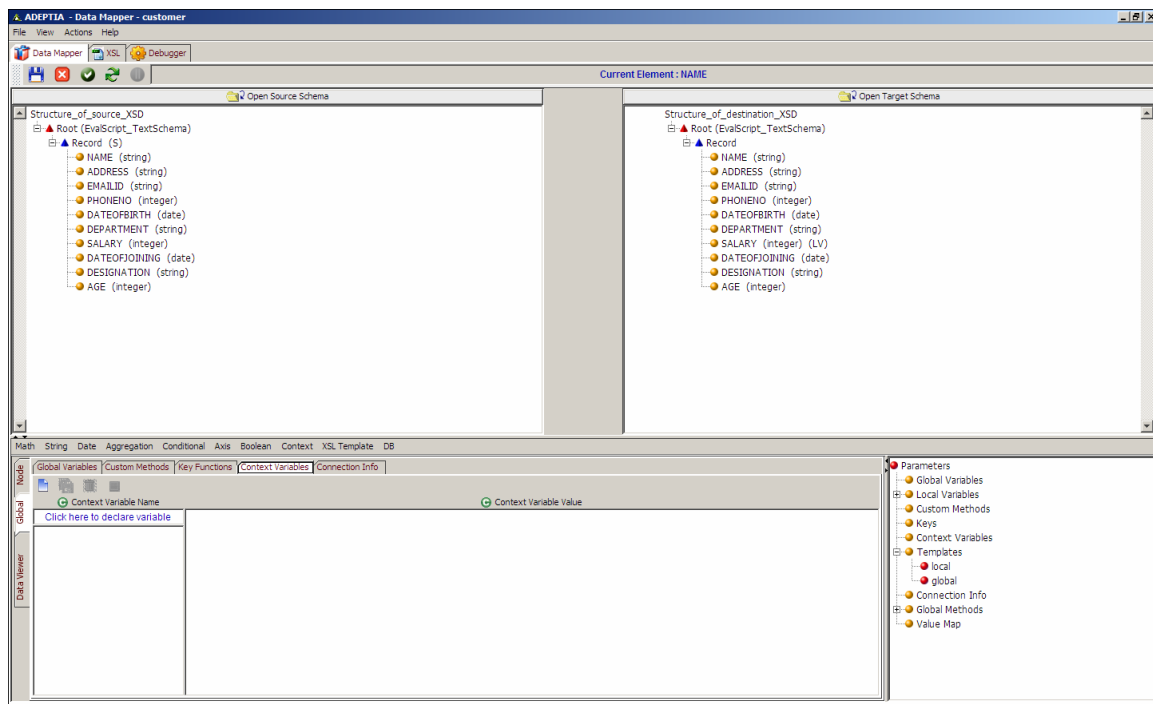 ADEPTIA - Data Mapper - customer
File View Actions Help
Data Mapper XSL Debugger
Current Element : NAME
Open Source Schema
Structure_of_source_XSD
Root (EvalScript_TextSchema)
Record (S)
NAME (string)
ADDRESS (string)
EMAILID (string)
PHONENO (integer)
DATEOFBIRTH (date)
DEPARTMENT (string)
SALARY (integer)
DATEOFJOINING (date)
DESIGNATION (string)
AGE (integer)
Open Target Schema
Structure_of_destination_XSD
Root (EvalScript_TextSchema)
Record
NAME (string)
ADDRESS (string)
EMAILID (string)
PHONENO (integer)
DATEOFBIRTH (date)
DEPARTMENT (string)
SALARY (integer) (LV)
DATEOFJOINING (date)
DESIGNATION (string)
AGE (integer)
Math String Date Aggregation Conditional Axis Boolean Context XSL Template DB
Node
Global
Data Viewer
Global Variables Custom Methods Key Functions Context Variables Connection Info
Context Variable Name Context Variable Value
Click here to declare variable
Parameters
Global Variables
Local Variables
Custom Methods
Keys
Context Variables
Templates
local
global
Connection Info
Global Methods
Value Map